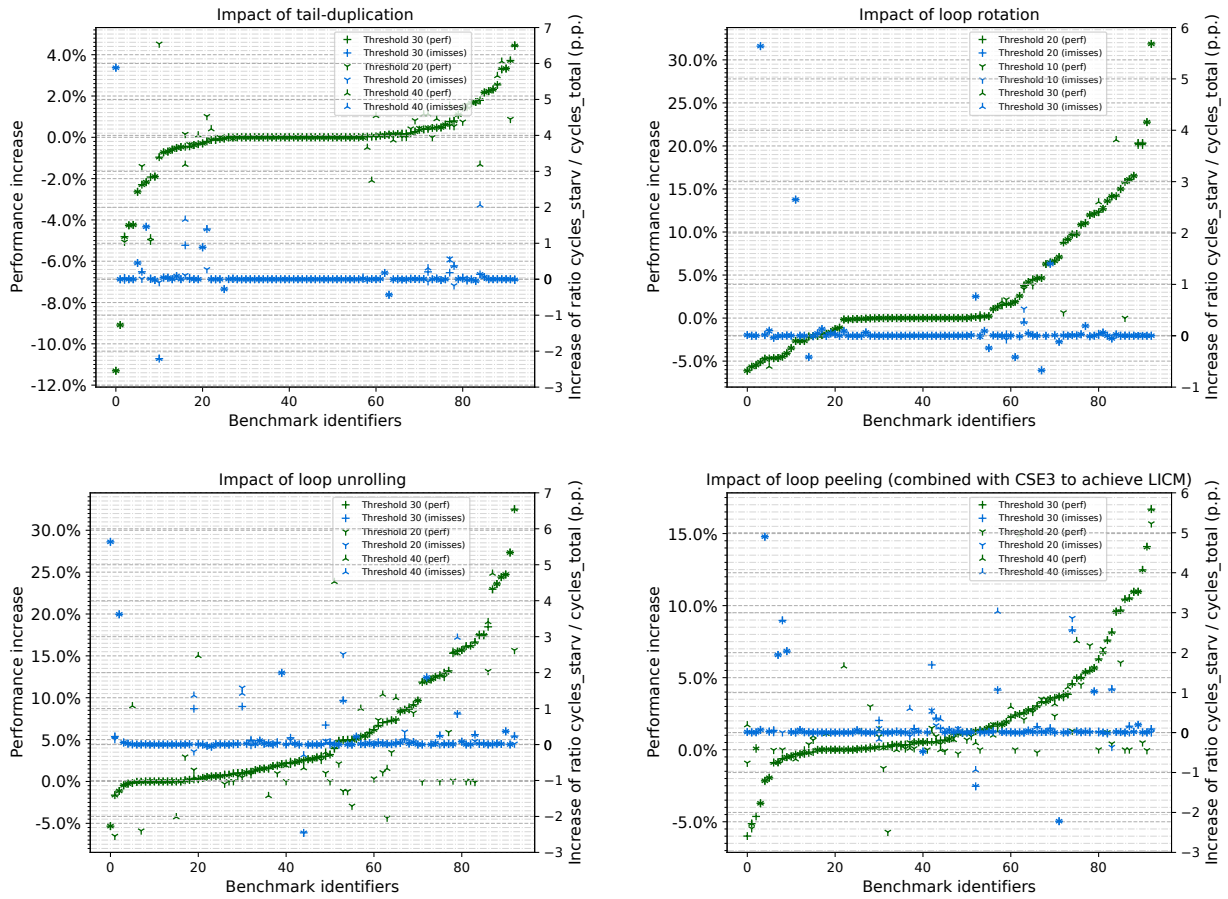 Impact of tail-duplication
Performance increase
4.0%
2.0%
0.0%
−2.0%
−4.0%
−6.0%
−8.0%
−10.0%
−12.0%
Threshold 30 (perf)
Threshold 30 (imisses)
Threshold 20 (perf)
Threshold 20 (imisses)
Threshold 40 (perf)
Threshold 40 (imisses)
7
6
5
4
3
2
1
0
−1
−2
−3
Increase of ratio cycles_starv / cycles_total (p.p.)
0 20 40 60 80
Benchmark identifiers
Impact of loop rotation
Performance increase
30.0%
25.0%
20.0%
15.0%
10.0%
5.0%
0.0%
−5.0%
Threshold 20 (perf)
Threshold 20 (imisses)
Threshold 10 (perf)
Threshold 10 (imisses)
Threshold 30 (perf)
Threshold 30 (imisses)
6
5
4
3
2
1
0
−1
Increase of ratio cycles_starv / cycles_total (p.p.)
0 20 40 60 80
Benchmark identifiers
Impact of loop unrolling
Performance increase
30.0%
25.0%
20.0%
15.0%
10.0%
5.0%
0.0%
−5.0%
Threshold 30 (perf)
Threshold 30 (imisses)
Threshold 20 (perf)
Threshold 20 (imisses)
Threshold 40 (perf)
Threshold 40 (imisses)
7
6
5
4
3
2
1
0
−1
−2
−3
Increase of ratio cycles_starv / cycles_total (p.p.)
0 20 40 60 80
Benchmark identifiers
Impact of loop peeling (combined with CSE3 to achieve LICM)
Performance increase
15.0%
10.0%
5.0%
0.0%
−5.0%
Threshold 30 (perf)
Threshold 30 (imisses)
Threshold 20 (perf)
Threshold 20 (imisses)
Threshold 40 (perf)
Threshold 40 (imisses)
6
5
4
3
2
1
0
−1
−2
−3
Increase of ratio cycles_starv / cycles_total (p.p.)
0 20 40 60 80
Benchmark identifiers